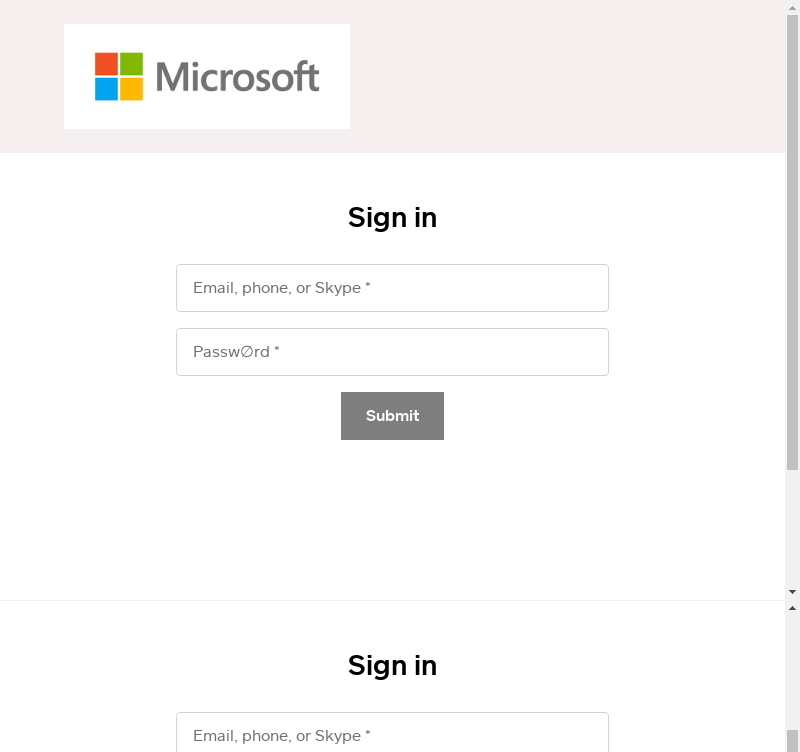 Microsoft
Sign in
Email, phone, or Skype *
Passw∅rd *
Submit
Sign in
Email, phone, or Skype *